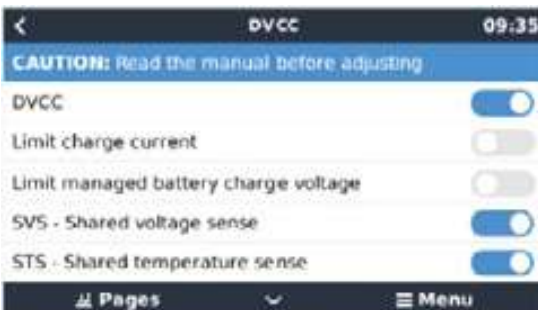 DVCC 09:35
CAUTION: Read the manual before adjusting
DVCC
Limit charge current
Limit managed battery charge voltage
SVS - Shared voltage sense
STS - Shared temperature sense
Pages Menu